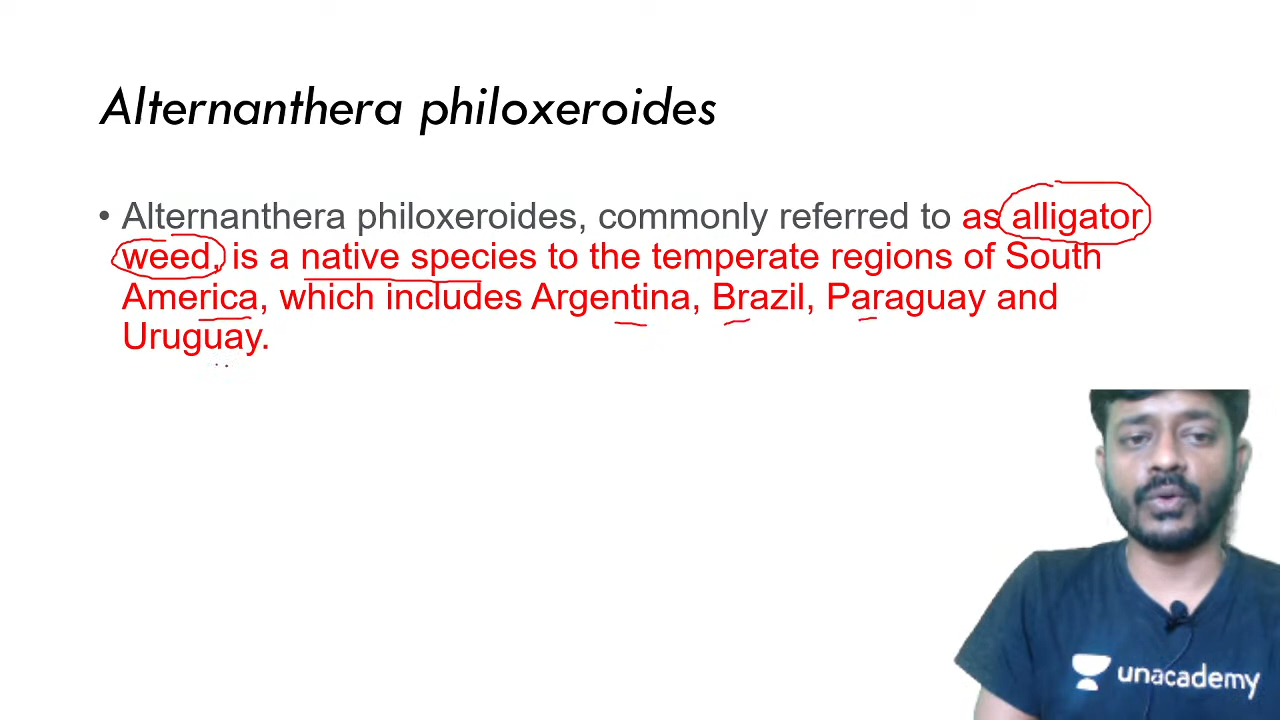 Alternanthera philoxeroides
• Alternanthera philoxeroides, commonly referred to as alligator
weed, is a native species to the temperate regions of South
America, which includes Argentina, Brazil, Paraguay and
Uruguay.
unacademy